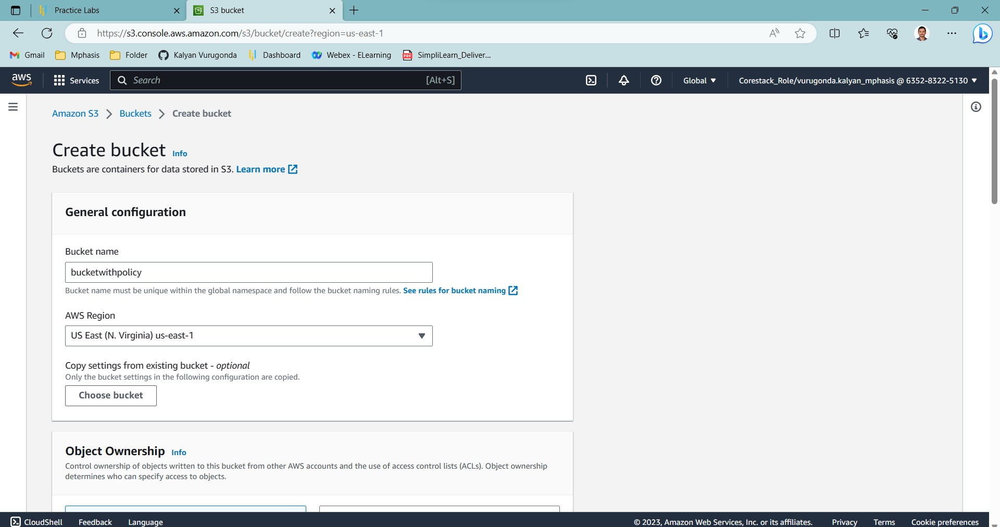 Practice Labs
S3 bucket
https://s3.console.aws.amazon.com/s3/bucket/create?region=us-east-1
Gmail
Mphasis
Folder
Kalyan Vurugonda
Dashboard
Webex - ELearning
SimpliLearn_Deliver...
aws
Services
Search
[Alt+S]
Global
Corestack_Role/vurugonda.kalyan_mphasis @ 6352-8322-5130
Amazon S3
Buckets
Create bucket
Create bucket Info
Buckets are containers for data stored in S3. Learn more
General configuration
Bucket name
bucketwithpolicy
Bucket name must be unique within the global namespace and follow the bucket naming rules. See rules for bucket naming
AWS Region
US East (N. Virginia) us-east-1
Copy settings from existing bucket - optional
Only the bucket settings in the following configuration are copied.
Choose bucket
Object Ownership Info
Control ownership of objects written to this bucket from other AWS accounts and the use of access control lists (ACLs). Object ownership
determines who can specify access to objects.
CloudShell
Feedback
Language
© 2023, Amazon Web Services, Inc. or its affiliates.
Privacy
Terms
Cookie preferences